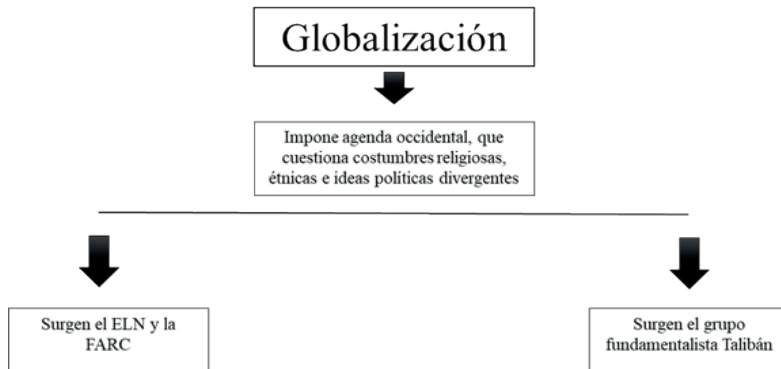 Globalización
Impone agenda occidental, que
cuestiona costumbres religiosas,
étnicas e ideas políticas divergentes
Surgen el ELN y la
FARC
Surgen el grupo
fundamentalista Talibán